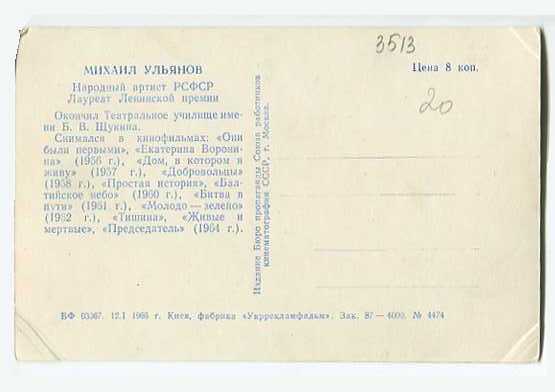 3513
МИХАИЛ УЛЬЯНОВ
Народный артист РСФСР
Лауреат Ленинской премии
Окончил Театральное училище име-
ни Б. В. Щукина.
Снимался в кинофильмах: «Они
были первыми», «Екатерина Ворони-
на» (1956 г.), «Дом, в котором я
живу» (1957 г.), «Добровольцы»
(1958 г.), «Простая история», «Бал-
тийское небо» (1960 г.), «Битва в
пути» (1961 г.), «Молодо — зелено»
(1962 г.), «Тишина», «Живые и
мертвые», «Председатель» (1964 г.).
Издание Бюро пропаганды Союза работников
кинематографии СССР, г. Москва.
Цена 8 коп.
20
БФ 03367. 12.I 1966 г. Киев, фабрика «Укррекламфильм». Зак. 87 — 4000. № 4474